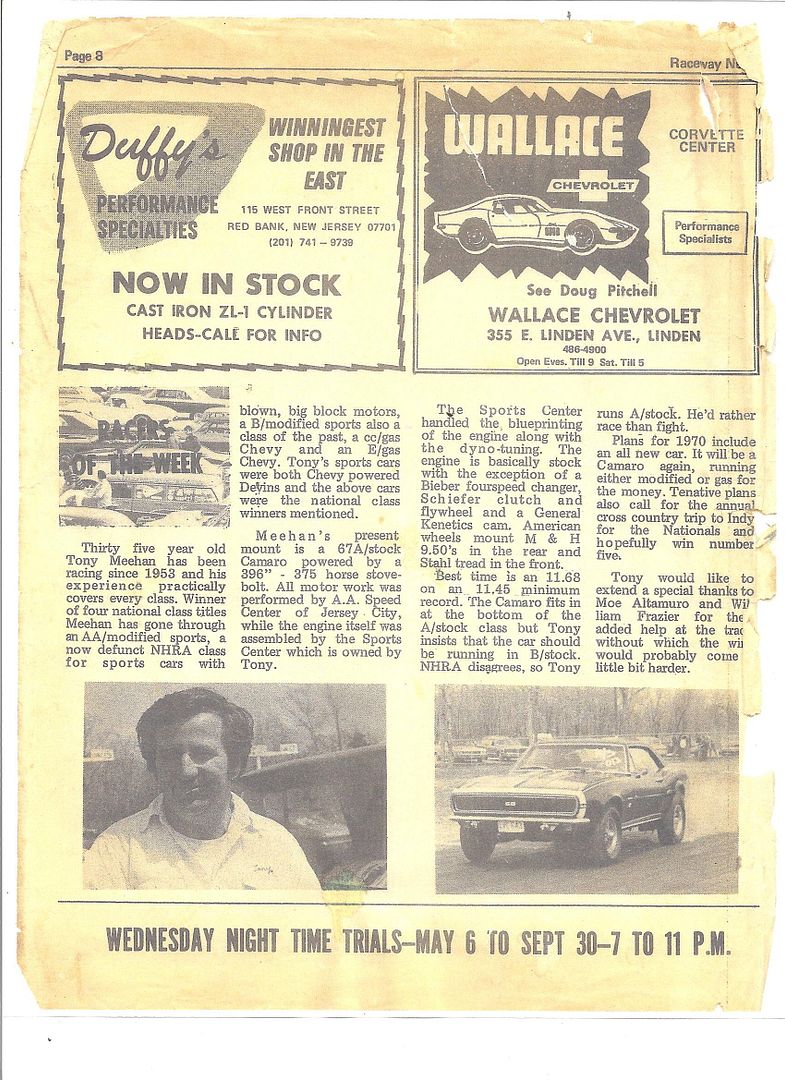 Page 8
Raceway
Duffy's
PERFORMANCE
SPECIALTIES
WINNINGEST
SHOP IN THE
EAST
115 WEST FRONT STREET
RED BANK, NEW JERSEY 07701
(201) 741 – 9739
NOW IN STOCK
CAST IRON ZL-1 CYLINDER
HEADS-CALL FOR INFO
WALLACE
CHEVROLET
CORVETTE
CENTER
Performance
Specialists
See Doug Pitchell
WALLACE CHEVROLET
355 E. LINDEN AVE., LINDEN
486-4900
Open Eves. Till 9 Sat. Till 5
RACERS
OF THE WEEK
Thirty five year old
Tony Meehan has been
racing since 1953 and his
experience practically
covers every class. Winner
of four national class titles
Meehan has gone through
an AA/modified sports, a
now defunct NHRA class
for sports cars with
blown, big block motors,
a B/modified sports also a
class of the past, a cc/gas
Chevy and an E/gas
Chevy. Tony's sports cars
were both Chevy powered
Devins and the above cars
were the national class
winners mentioned.
Meehan's present
mount is a 67A/stock
Camaro powered by a
396" - 375 horse stove-
bolt. All motor work was
performed by A.A. Speed
Center of Jersey City,
while the engine itself was
assembled by the Sports
Center which is owned by
Tony.
The Sports Center
handled the blueprinting
of the engine along with
the dyno-tuning. The
engine is basically stock
with the exception of a
Bieber fourspeed changer,
Schiefer clutch and
flywheel and a General
Kenetics cam. American
wheels mount M & H
9.50's in the rear and
Stahl tread in the front.
Best time is an 11.68
on an 11.45 minimum
record. The Camaro fits in
at the bottom of the
A/stock class but Tony
insists that the car should
be running in B/stock.
NHRA disagrees, so Tony
runs A/stock. He'd rather
race than fight.
Plans for 1970 include
an all new car. It will be a
Camaro again, running
either modified or gas for
the money. Tenative plans
also call for the annual
cross country trip to Indy
for the Nationals and
hopefully win number
five.
Tony would like to
extend a special thanks to
Moe Altamuro and Wil
liam Frazier for the
added help at the
without which the
would probably come
little bit harder.
WEDNESDAY NIGHT TIME TRIALS–MAY 6 TO SEPT 30–7 TO 11 P.M.